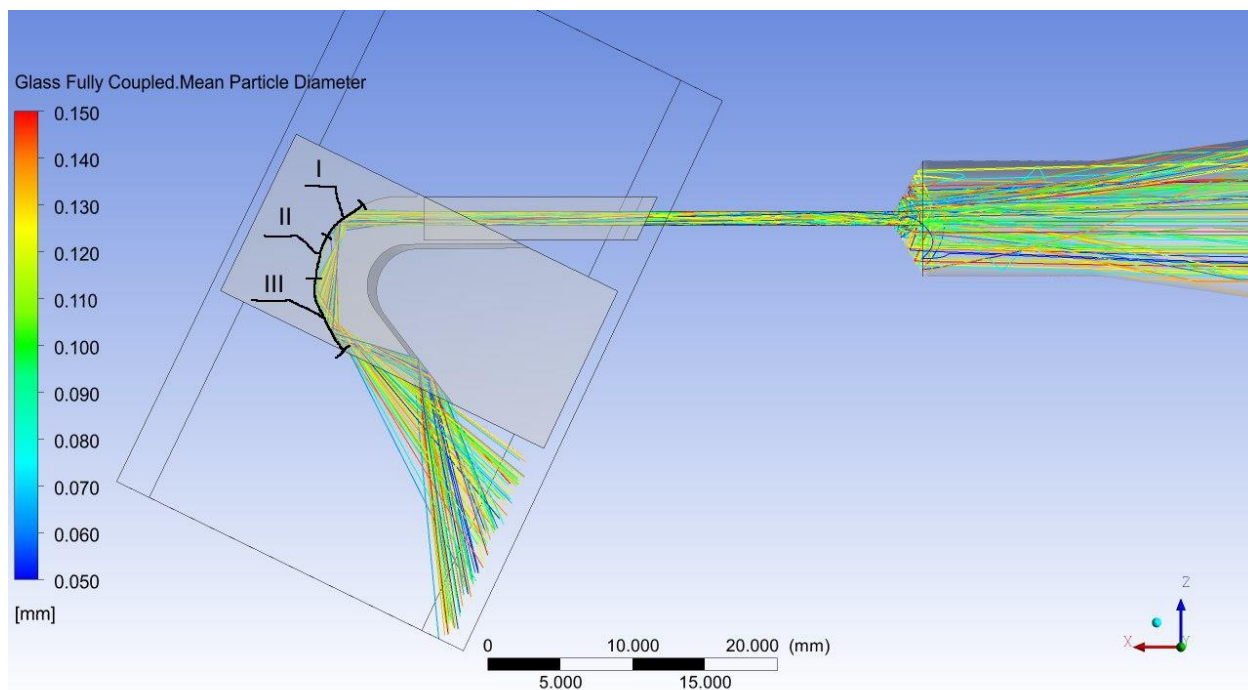 Glass Fully Coupled.Mean Particle Diameter
0.150
0.140
0.130
0.120
0.110
0.100
0.090
0.080
0.070
0.060
0.050
[mm]
I
II
III
0 10.000 20.000 (mm)
5.000 15.000
Z
X
Y